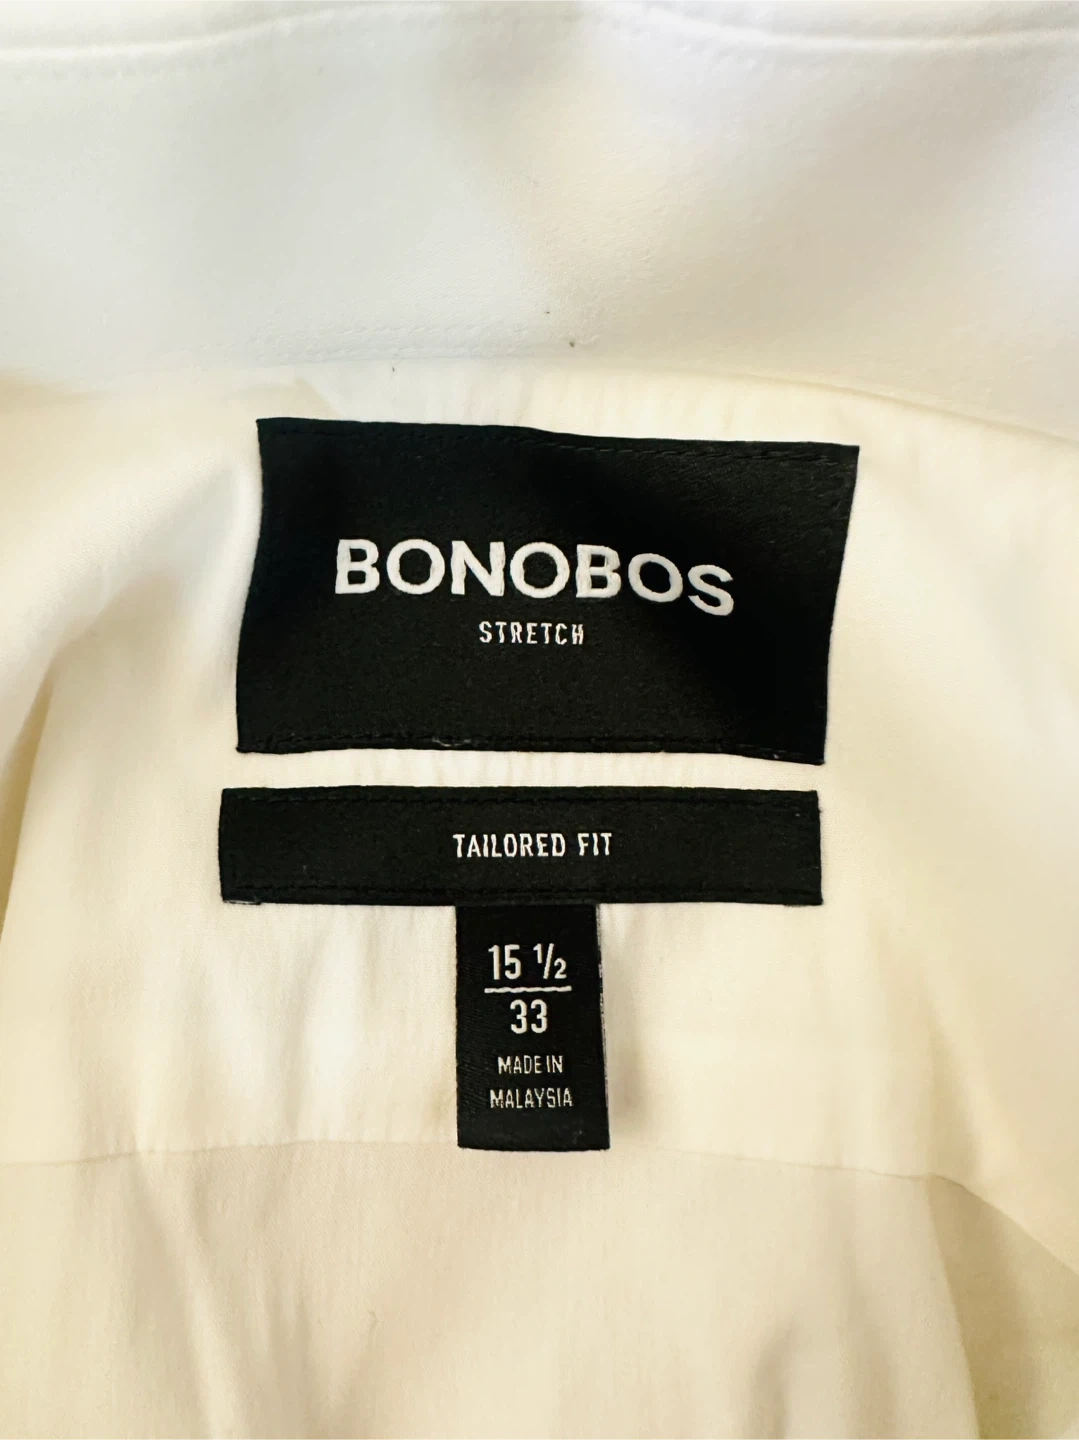 BONOBOS
STRETCH
TAILORED FIT
15 ½
33
MADE IN
MALAYSIA